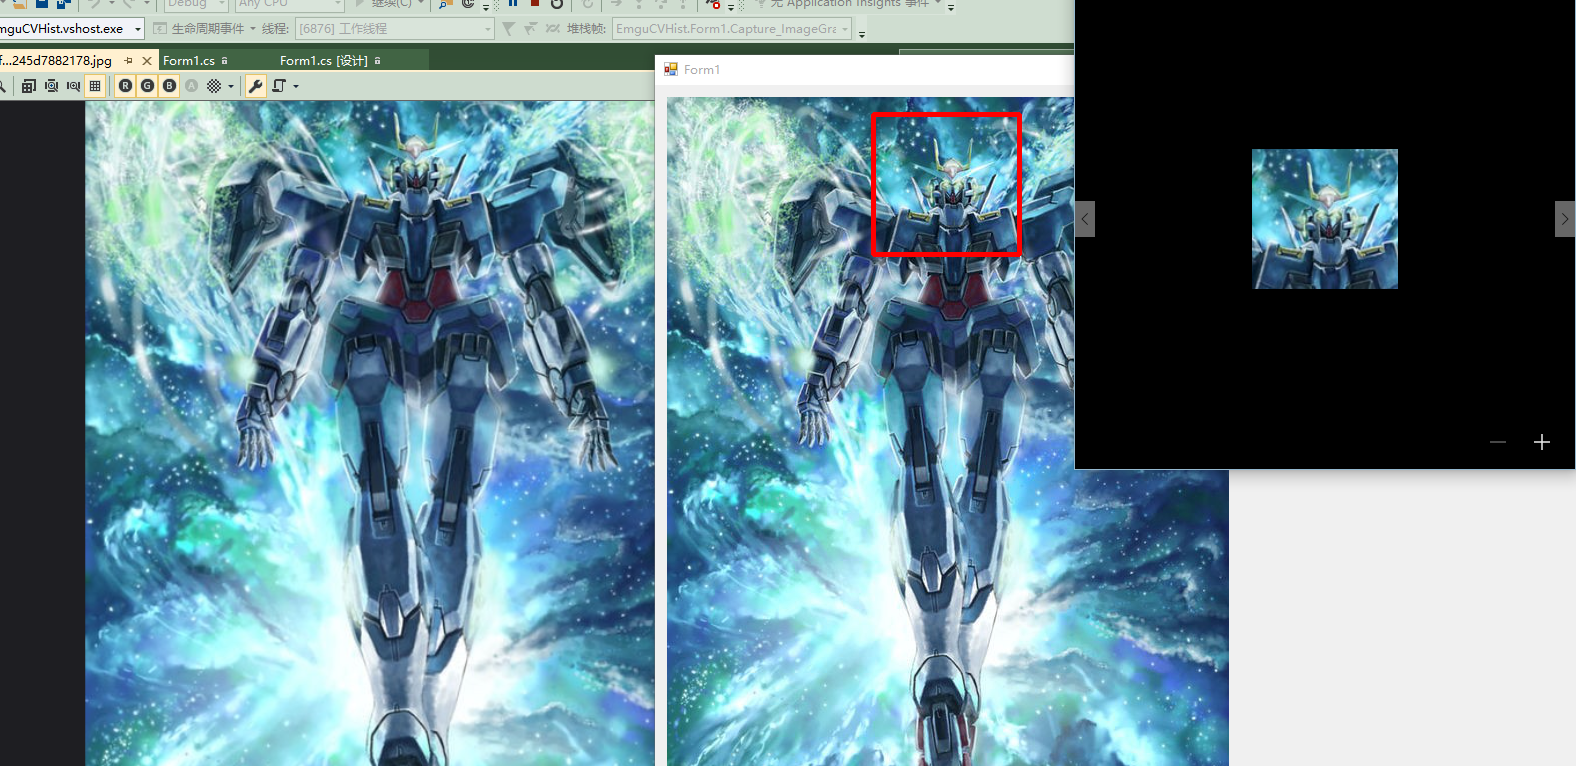 Debug Any CPU 继续(C) 无 Application Insights 事件
mguCVHist.vshost.exe 生命周期事件 线程: [6876] 工作线程 堆栈帧: EmguCVHist.Form1.Capture_ImageGra
f...245d7882178.jpg Form1.cs Form1.cs [设计]
R G B A
Form1